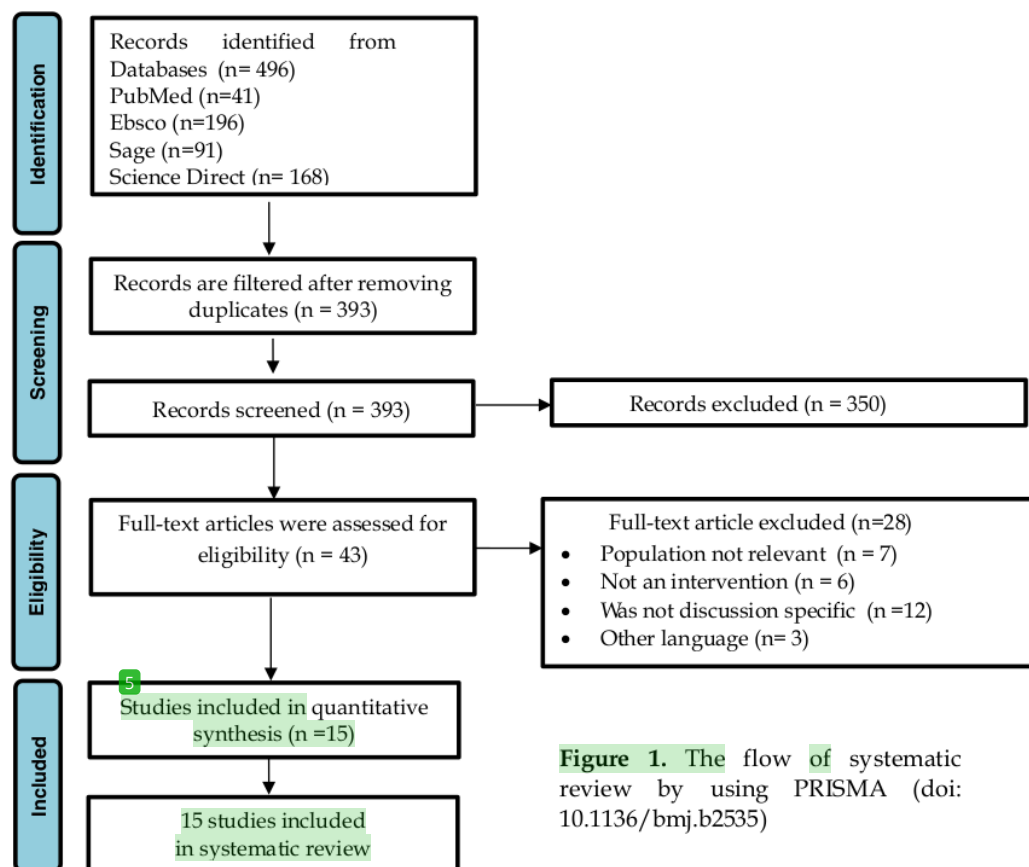 Identification
Records identified from
Databases (n= 496)
PubMed (n=41)
Ebsco (n=196)
Sage (n=91)
Science Direct (n= 168)
Screening
Records are filtered after removing
duplicates (n = 393)
Records screened (n = 393)
Records excluded (n = 350)
Eligibility
Full-text articles were assessed for
eligibility (n = 43)
Full-text article excluded (n=28)
• Population not relevant (n = 7)
• Not an intervention (n = 6)
• Was not discussion specific (n =12)
• Other language (n= 3)
Included
5
Studies included in quantitative
synthesis (n =15)
15 studies included
in systematic review
Figure 1. The flow of systematic
review by using PRISMA (doi:
10.1136/bmj.b2535)